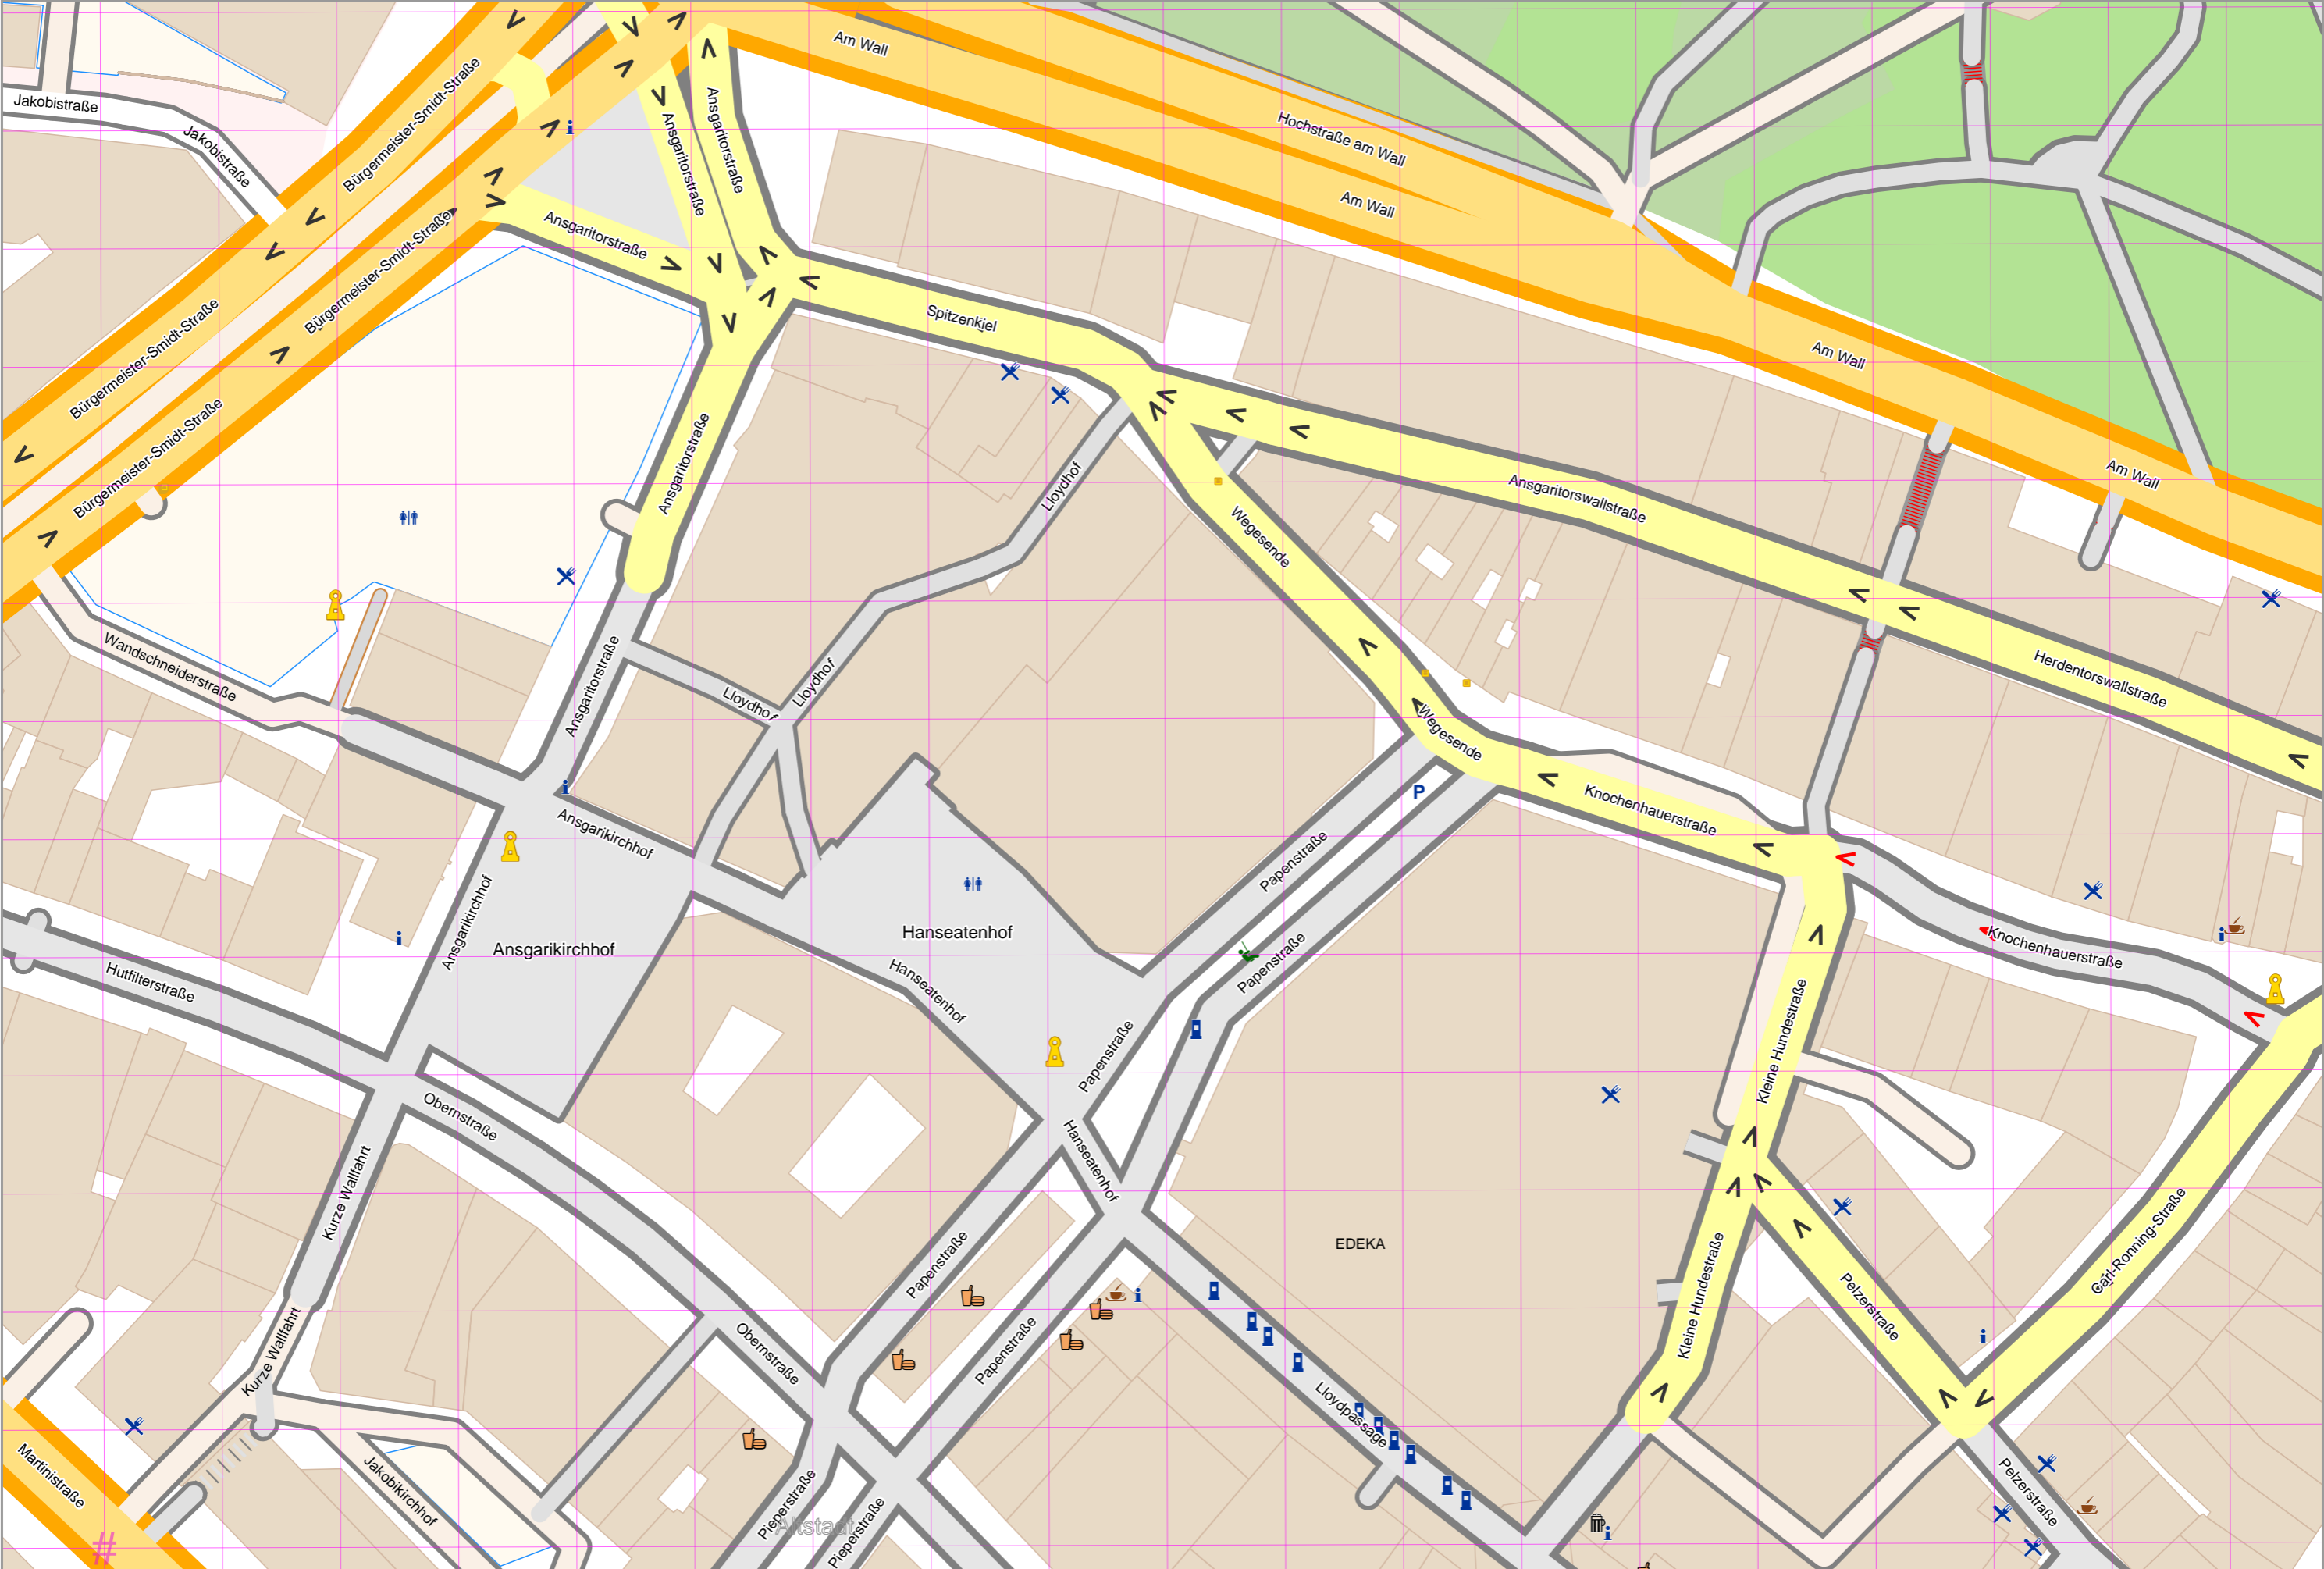 Am Wall
Bürgermeister-Smidt-Straße
Jakobistraße
Ansgaritorstraße
Ansgaritorstraße
Hochstraße am Wall
Jakobistraße
Am Wall
Ansgaritorstraße
Bürgermeister-Smidt-Straße
Spitzenkiel
Bürgermeister-Smidt-Straße
Am Wall
Ansgaritorstraße
Bürgermeister-Smidt-Straße
Lloydhof
Am Wall
Ansgaritorswallstraße
Wegesende
Wandschneiderstraße
Ansgaritorstraße
Lloydhof
Lloydhof
Herdentorswallstraße
Wegesende
P
Knochenhauerstraße
Ansgarikirchhof
Papenstraße
Ansgarikirchhof
Hanseatenhof
Ansgarikirchhof
Knochenhauerstraße
Papenstraße
Hutfilterstraße
Hanseatenhof
Kleine Hundestraße
Papenstraße
Obernstraße
Hanseatenhof
Kurze Wallfahrt
EDEKA
Carl-Ronning-Straße
Papenstraße
Kleine Hundestraße
Pelzerstraße
Kurze Wallfahrt
Obernstraße
Papenstraße
Lloydpassage
Martinistraße
Jakobikirchhof
Pieperstraße
Pelzerstraße
Altstadt
Pieperstraße
#